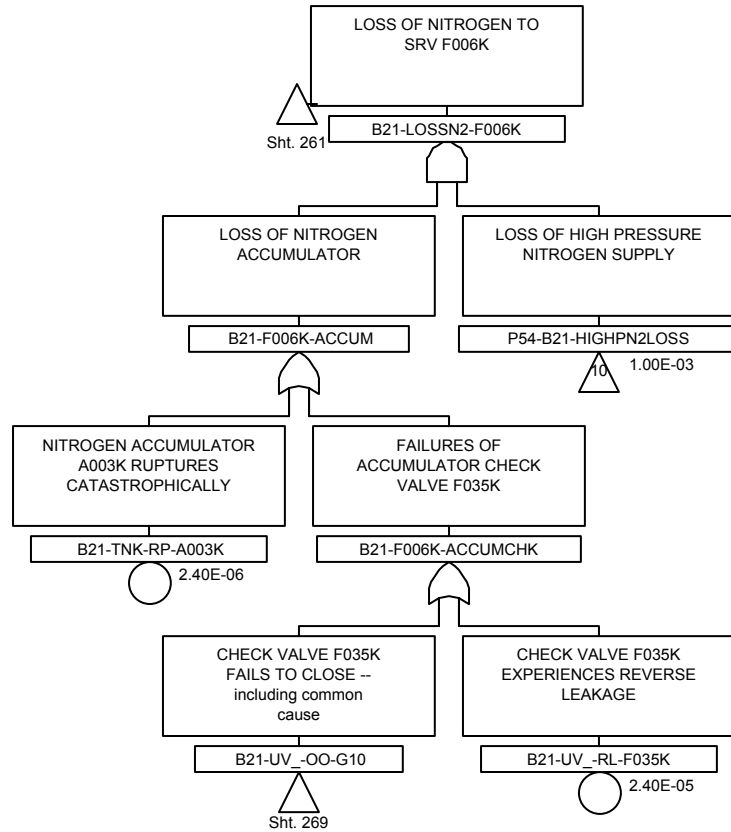 LOSS OF NITROGEN TO
SRV F006K
Sht. 261
B21-LOSSN2-F006K
LOSS OF NITROGEN
ACCUMULATOR
B21-F006K-ACCUM
LOSS OF HIGH PRESSURE
NITROGEN SUPPLY
P54-B21-HIGHPN2LOSS
10
1.00E-03
NITROGEN ACCUMULATOR
A003K RUPTURES
CATASTROPHICALLY
B21-TNK-RP-A003K
2.40E-06
FAILURES OF
ACCUMULATOR CHECK
VALVE F035K
B21-F006K-ACCUMCHK
CHECK VALVE F035K
FAILS TO CLOSE --
including common
cause
B21-UV_-OO-G10
Sht. 269
CHECK VALVE F035K
EXPERIENCES REVERSE
LEAKAGE
B21-UV_-RL-F035K
2.40E-05